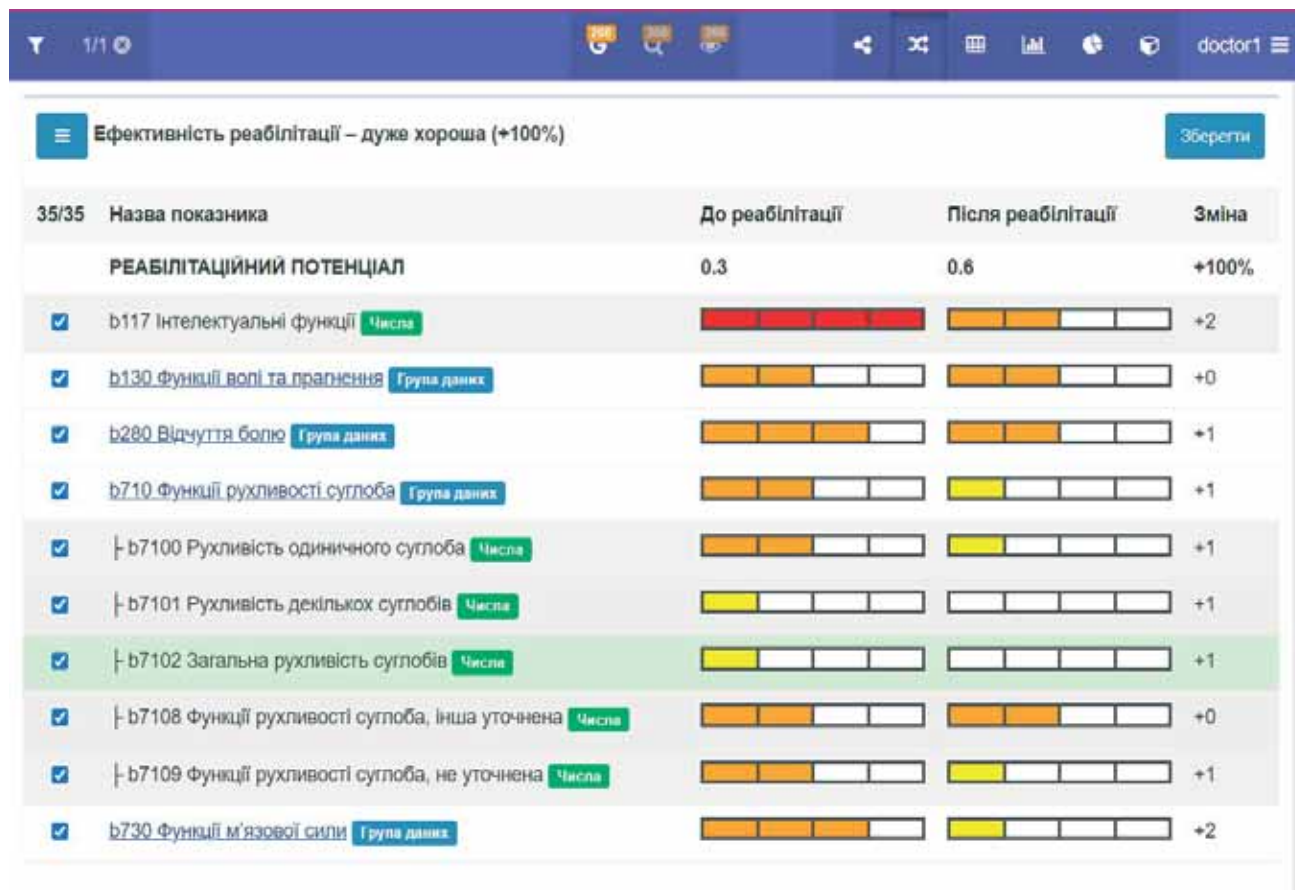 1/1
doctor1
Ефективність реабілітації – дуже хороша (+100%)
Зберегти
35/35 Назва показника До реабілітації Після реабілітації Зміна
РЕАБІЛІТАЦІЙНИЙ ПОТЕНЦІАЛ 0.3 0.6 +100%
b117 Інтелектуальні функції Числа +2
b130 Функції волі та прагнення Група даних +0
b280 Відчуття болю Група даних +1
b710 Функції рухливості суглоба Група даних +1
b7100 Рухливість одиничного суглоба Числа +1
b7101 Рухливість декількох суглобів Числа +1
b7102 Загальна рухливість суглобів Числа +1
b7108 Функції рухливості суглоба, інша уточнена Числа +0
b7109 Функції рухливості суглоба, не уточнена Числа +1
b730 Функції м'язової сили Група даних +2